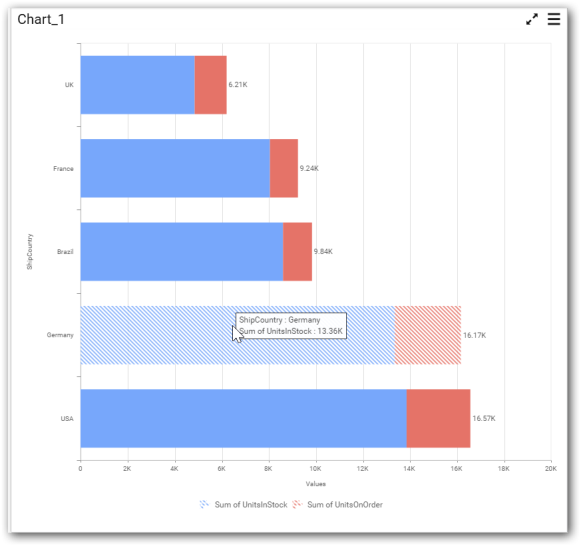 Chart_1
UK
6.21K
France
9.24K
ShipCountry
Brazil
9.84K
ShipCountry : Germany
Sum of UnitsInStock : 13.36K
Germany
16.17K
USA
16.57K
0 2K 4K 6K 8K 10K 12K 14K 16K 18K 20K
Values
Sum of UnitsInStock Sum of UnitsOnOrder